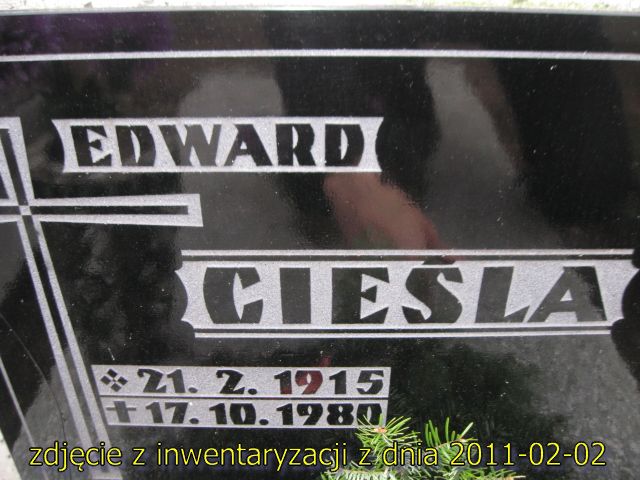 EDWARD
CIEŚLA
21. 2. 1915
✝ 17. 10. 1980
zdjęcie z inwentaryzacji z dnia 2011-02-02